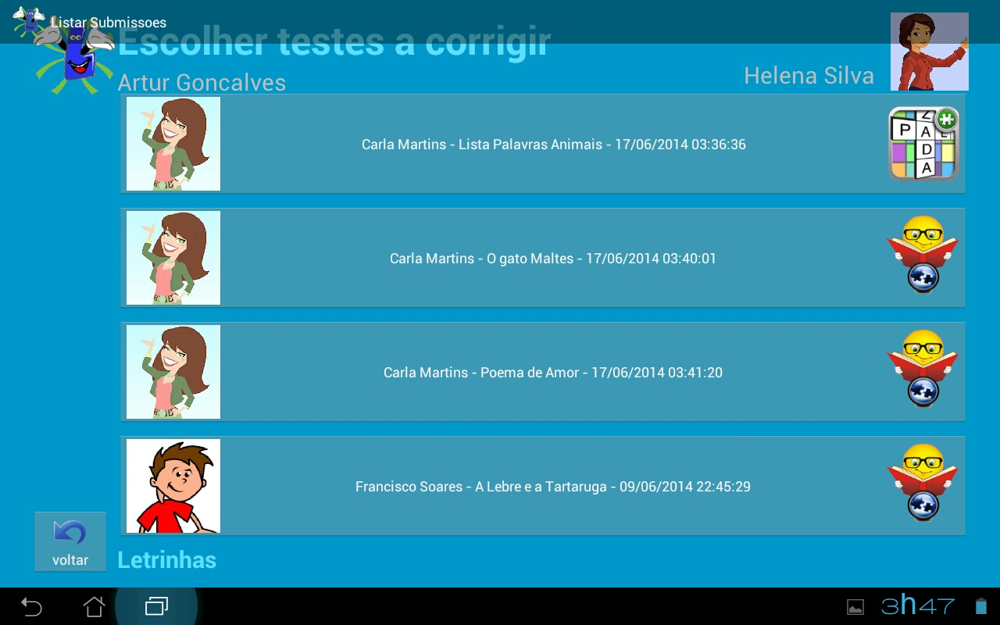 Listar Submissoes
Escolher testes a corrigir
Artur Goncalves
Helena Silva
Carla Martins - Lista Palavras Animais - 17/06/2014 03:36:36
Carla Martins - O gato Maltes - 17/06/2014 03:40:01
Carla Martins - Poema de Amor - 17/06/2014 03:41:20
Francisco Soares - A Lebre e a Tartaruga - 09/06/2014 22:45:29
voltar
Letrinhas
3h47